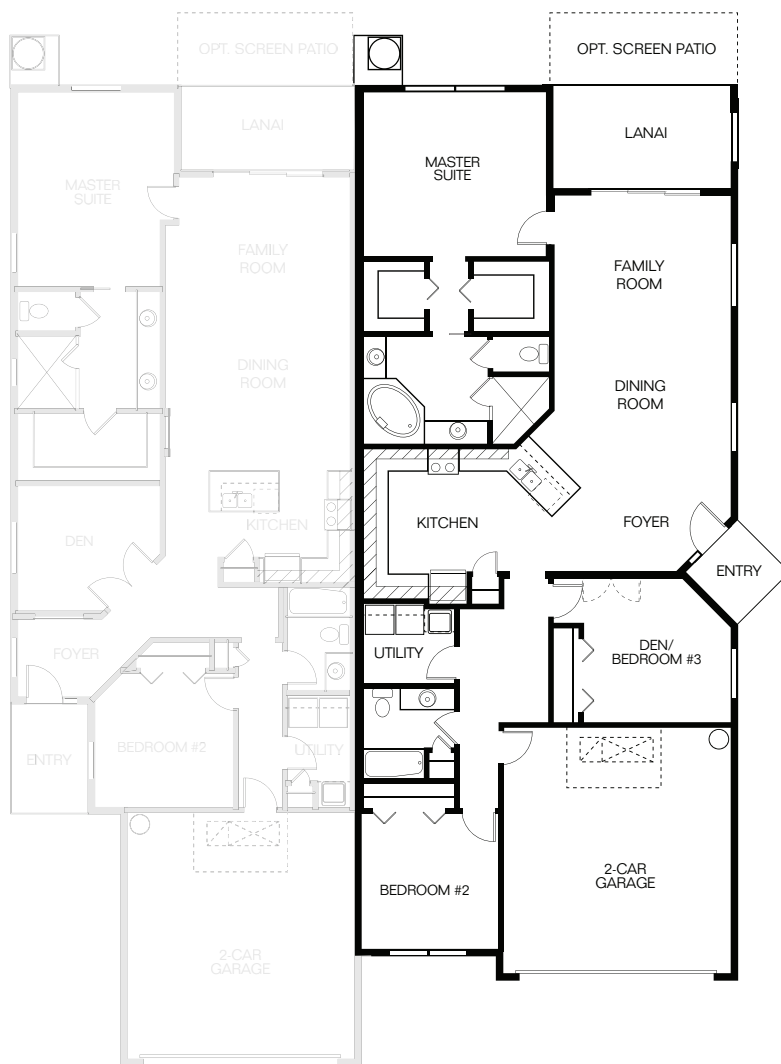 OPT. SCREEN PATIO
LANAI
MASTER
SUITE
FAMILY
ROOM
DINING
ROOM
KITCHEN
DEN
FOYER
ENTRY
BEDROOM #2
UTILITY
2-CAR
GARAGE
OPT. SCREEN PATIO
LANAI
MASTER
SUITE
FAMILY
ROOM
DINING
ROOM
KITCHEN
FOYER
ENTRY
UTILITY
DEN/
BEDROOM #3
BEDROOM #2
2-CAR
GARAGE